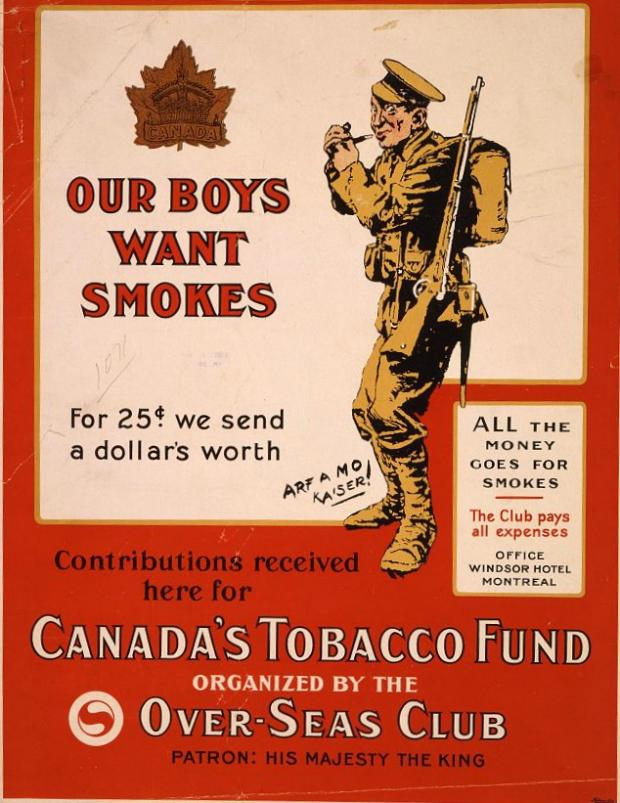 CANADA
OUR BOYS
WANT
SMOKES
For 25¢ we send
a dollar's worth
ARF A MO
KAISER!
ALL THE
MONEY
GOES FOR
SMOKES
The Club pays
all expenses
OFFICE
WINDSOR HOTEL
MONTREAL
Contributions received
here for
CANADA'S TOBACCO FUND
ORGANIZED BY THE
OVER-SEAS CLUB
PATRON: HIS MAJESTY THE KING